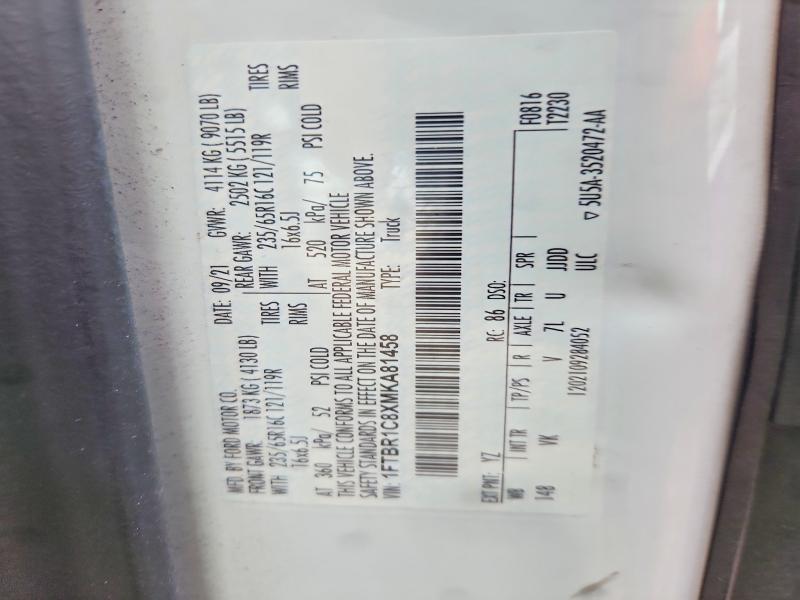 MFD. BY FORD MOTOR CO.
DATE: 09/21 GVWR: 4114 KG ( 9070 LB)
FRONT GAWR: 1873 KG ( 4130 LB) REAR GAWR: 2502 KG ( 5515 LB)
WITH 235/65R16C 121/119R TIRES WITH 235/65R16C 121/119R TIRES
16x6.5J RIMS 16x6.5J RIMS
AT 360 kPa/ 52 PSI COLD AT 520 kPa/ 75 PSI COLD
THIS VEHICLE CONFORMS TO ALL APPLICABLE FEDERAL MOTOR VEHICLE
SAFETY STANDARDS IN EFFECT ON THE DATE OF MANUFACTURE SHOWN ABOVE.
VIN: 1FTBR1C8XMKA81458 TYPE: Truck
EXT PNT: YZ RC: 86 DSO: F0816
WB INT TR TP/PS R AXLE TR SPR T2230
148 VK V 7L U JJDD
1202109284052 ULC ▽ 5U5A-3520472-AA